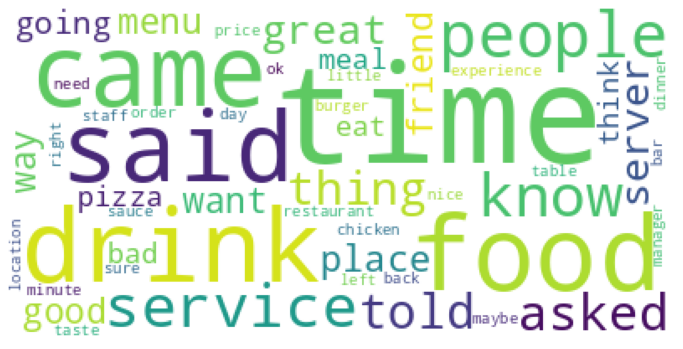 going
menu
price
great
people
came
ok
meal
little
friend
experience
need
time
burger
think
server
dinner
staff
order
day
eat
said
right
way
bar
table
pizza
want
thing
nice
know
sauce
restaurant
chicken
drink
food
manager
location
bad
sure
place
left
back
minute
good
service
told
maybe
asked
taste